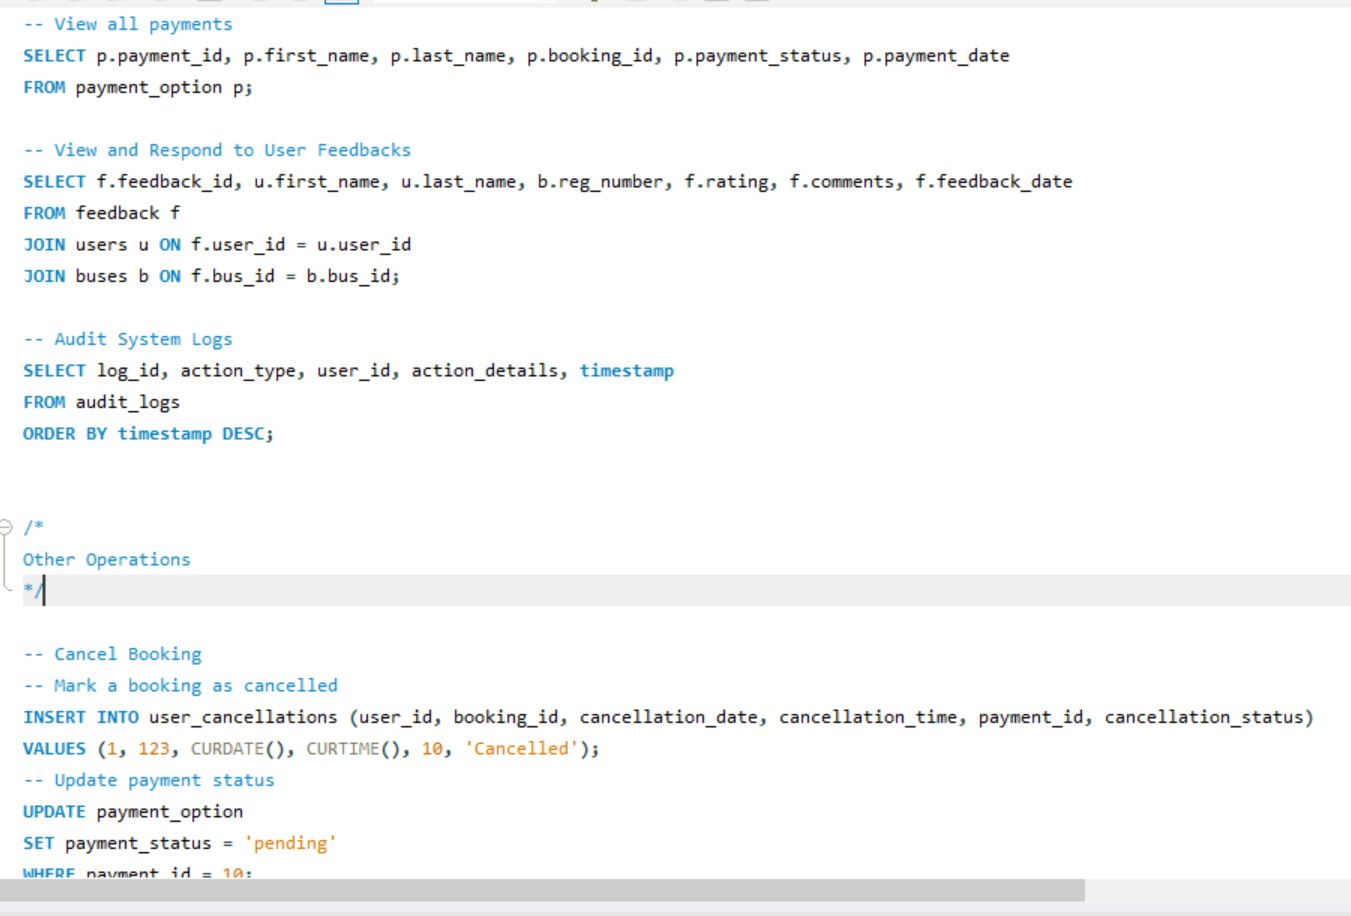 -- View all payments
SELECT p.payment_id, p.first_name, p.last_name, p.booking_id, p.payment_status, p.payment_date
FROM payment_option p;
-- View and Respond to User Feedbacks
SELECT f.feedback_id, u.first_name, u.last_name, b.reg_number, f.rating, f.comments, f.feedback_date
FROM feedback f
JOIN users u ON f.user_id = u.user_id
JOIN buses b ON f.bus_id = b.bus_id;
-- Audit System Logs
SELECT log_id, action_type, user_id, action_details, timestamp
FROM audit_logs
ORDER BY timestamp DESC;
/*
Other Operations
*/
-- Cancel Booking
-- Mark a booking as cancelled
INSERT INTO user_cancellations (user_id, booking_id, cancellation_date, cancellation_time, payment_id, cancellation_status)
VALUES (1, 123, CURDATE(), CURTIME(), 10, 'Cancelled');
-- Update payment status
UPDATE payment_option
SET payment_status = 'pending'
WHERE payment_id = 10;